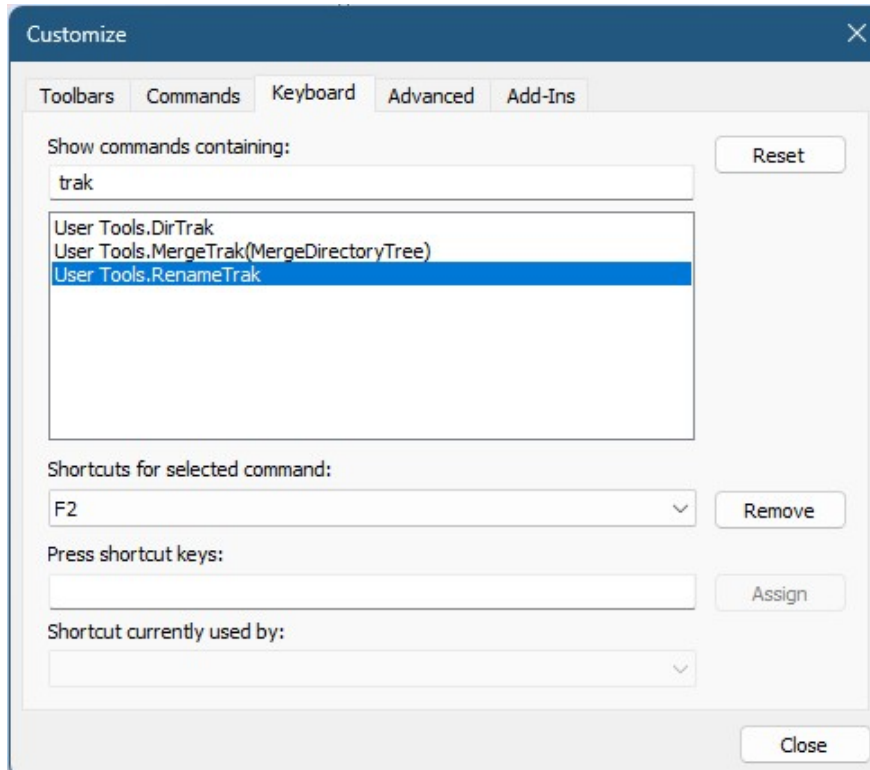 Customize
Toolbars Commands Keyboard Advanced Add-Ins
Show commands containing:
Reset
trak
User Tools.DirTrak
User Tools.MergeTrak(MergeDirectoryTree)
User Tools.RenameTrak
Shortcuts for selected command:
F2
Remove
Press shortcut keys:
Assign
Shortcut currently used by:
Close